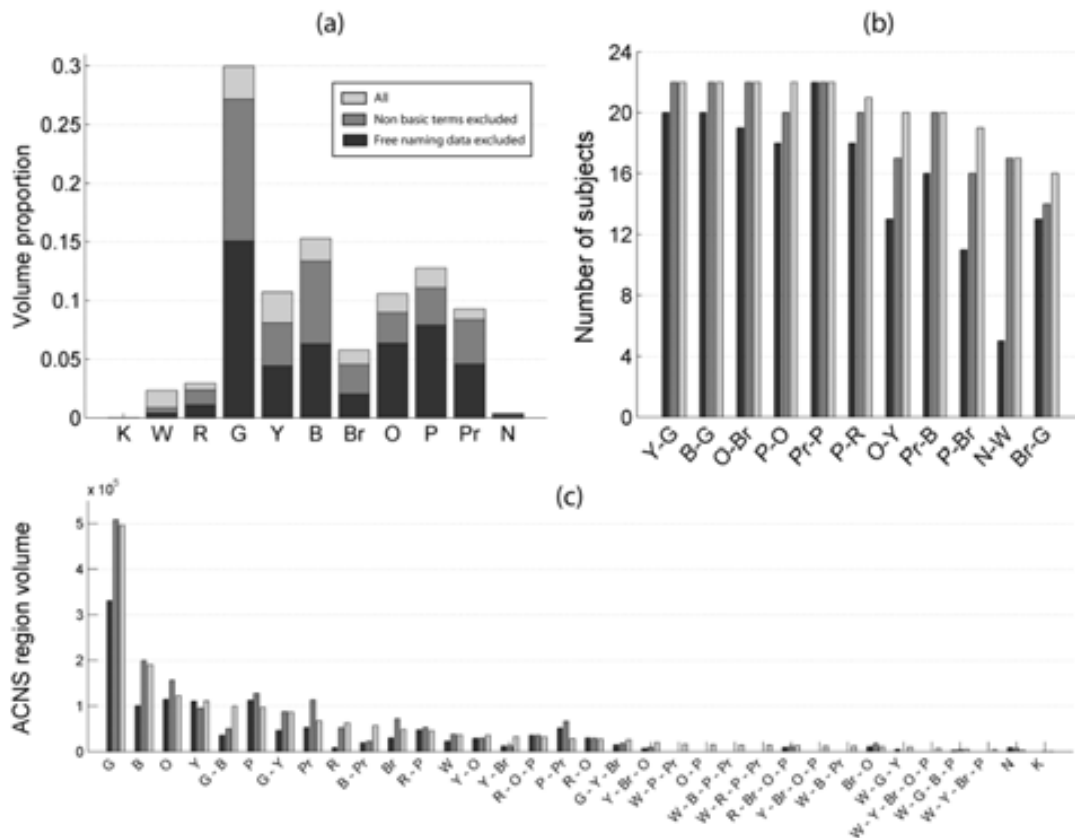 (a)
Volume proportion
0.3
0.25
0.2
0.15
0.1
0.05
0
All
Non basic terms excluded
Free naming data excluded
K W R G Y B Br O P Pr N
(b)
Number of subjects
24
20
16
12
8
4
0
Y-G B-G O-Br P-O Pr-P P-R O-Y Pr-B P-Br N-W Br-G
(c)
ACNS region volume
x 10^5
5
4
3
2
1
0
G B O Y G - B P G - Y Pr R B - Pr Br R - P W Y - O Y - Br R - O - P P - Pr R - O G - Y - Br Y - Br - O W - P - Pr O - P W - B - P - Pr W - R - P - Pr R - Br - O - P Y - Br - O - P W - B - Pr Br - O W - G - Y W - Y - Br - O - P W - G - B - P W - Y - Br - P N K